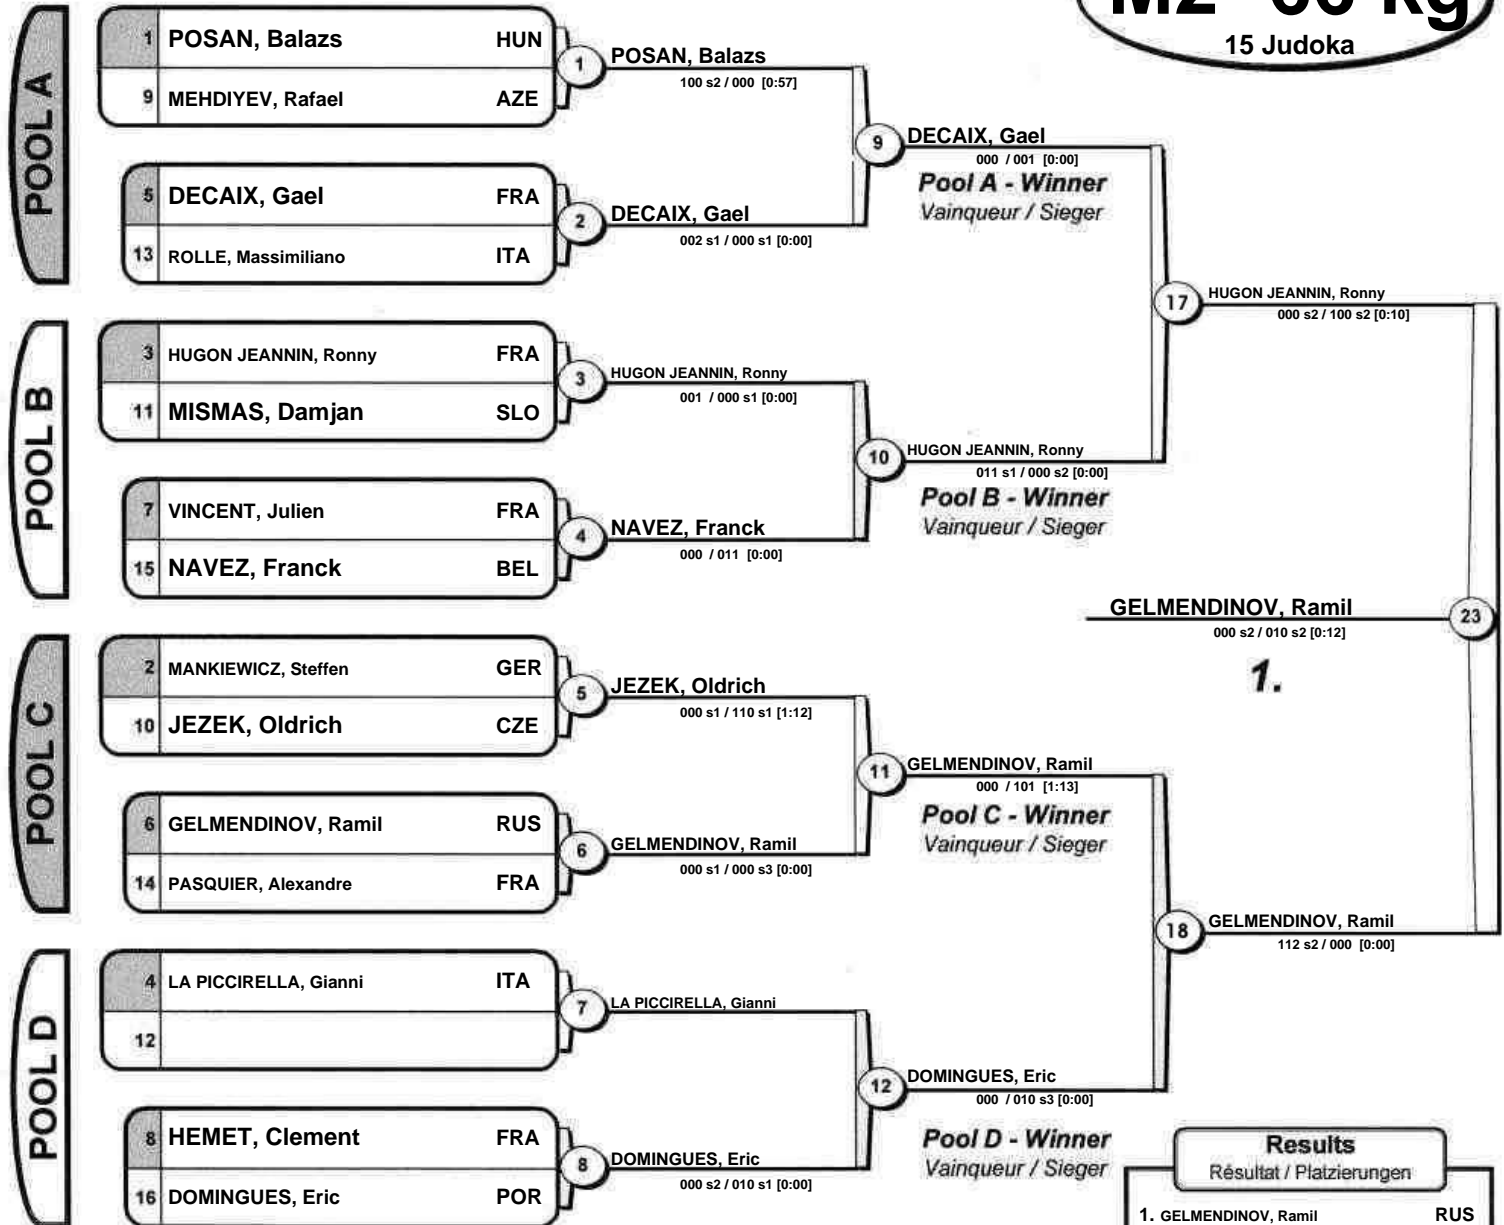 M2 -66 kg
15 Judoka
POOL A
1 POSAN, Balazs HUN
9 MEHDIYEV, Rafael AZE
5 DECAIX, Gael FRA
13 ROLLE, Massimiliano ITA
1
POSAN, Balazs
100 s2 / 000 [0:57]
2
DECAIX, Gael
002 s1 / 000 s1 [0:00]
9
DECAIX, Gael
000 / 001 [0:00]
Pool A - Winner
Vainqueur / Sieger
POOL B
3 HUGON JEANNIN, Ronny FRA
11 MISMAS, Damjan SLO
7 VINCENT, Julien FRA
15 NAVEZ, Franck BEL
3
HUGON JEANNIN, Ronny
001 / 000 s1 [0:00]
4
NAVEZ, Franck
000 / 011 [0:00]
10
HUGON JEANNIN, Ronny
011 s1 / 000 s2 [0:00]
Pool B - Winner
Vainqueur / Sieger
17
HUGON JEANNIN, Ronny
000 s2 / 100 s2 [0:10]
GELMENDINOV, Ramil
23
000 s2 / 010 s2 [0:12]
1.
POOL C
2 MANKIEWICZ, Steffen GER
10 JEZEK, Oldrich CZE
6 GELMENDINOV, Ramil RUS
14 PASQUIER, Alexandre FRA
5
JEZEK, Oldrich
000 s1 / 110 s1 [1:12]
6
GELMENDINOV, Ramil
000 s1 / 000 s3 [0:00]
11
GELMENDINOV, Ramil
000 / 101 [1:13]
Pool C - Winner
Vainqueur / Sieger
18
GELMENDINOV, Ramil
112 s2 / 000 [0:00]
POOL D
4 LA PICCIRELLA, Gianni ITA
12
8 HEMET, Clement FRA
16 DOMINGUES, Eric POR
7
LA PICCIRELLA, Gianni
8
DOMINGUES, Eric
000 s2 / 010 s1 [0:00]
12
DOMINGUES, Eric
000 / 010 s3 [0:00]
Pool D - Winner
Vainqueur / Sieger
Results
Résultat / Platzierungen
1. GELMENDINOV, Ramil RUS